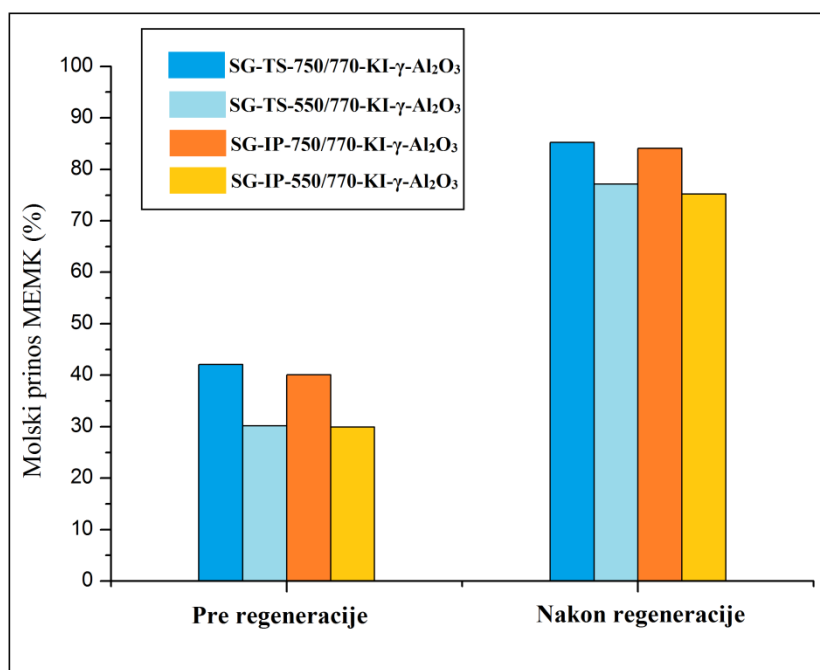 SG-TS-750/770-KI-γ-Al₂O₃
SG-TS-550/770-KI-γ-Al₂O₃
SG-IP-750/770-KI-γ-Al₂O₃
SG-IP-550/770-KI-γ-Al₂O₃
Molski prinos MEMK (%)
100
90
80
70
60
50
40
30
20
10
0
Pre regeneracije Nakon regeneracije